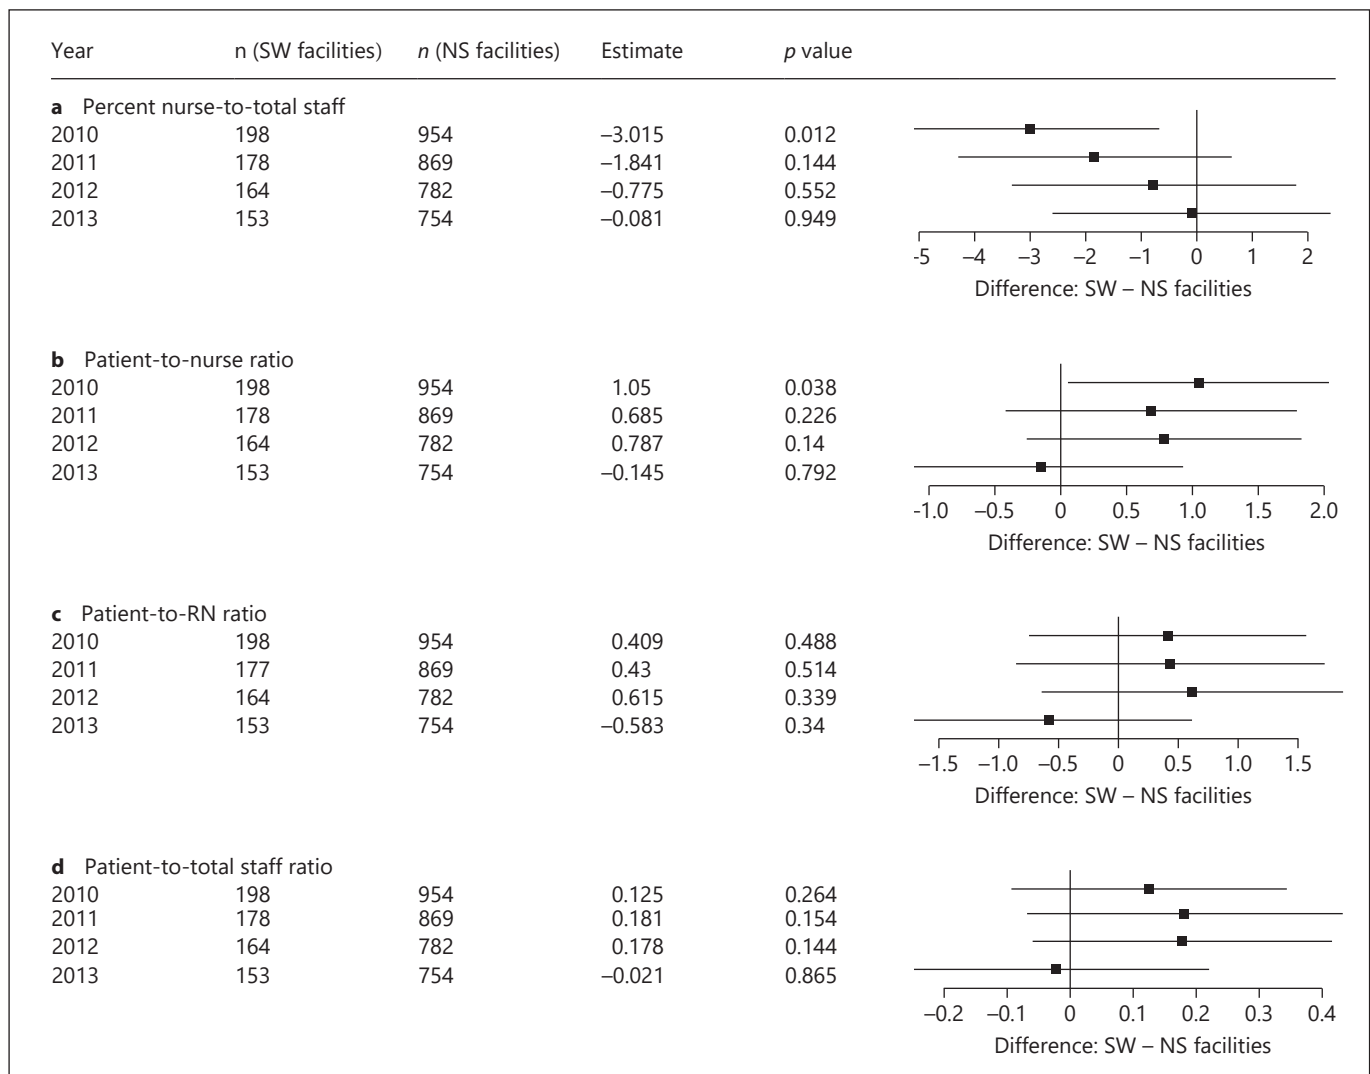 Year n (SW facilities) n (NS facilities) Estimate p value
a Percent nurse-to-total staff
2010 198 954 –3.015 0.012
2011 178 869 –1.841 0.144
2012 164 782 –0.775 0.552
2013 153 754 –0.081 0.949
-5 –4 –3 –2 –1 0 1 2
Difference: SW – NS facilities
b Patient-to-nurse ratio
2010 198 954 1.05 0.038
2011 178 869 0.685 0.226
2012 164 782 0.787 0.14
2013 153 754 –0.145 0.792
-1.0 –0.5 0 0.5 1.0 1.5 2.0
Difference: SW – NS facilities
c Patient-to-RN ratio
2010 198 954 0.409 0.488
2011 177 869 0.43 0.514
2012 164 782 0.615 0.339
2013 153 754 –0.583 0.34
–1.5 –1.0 –0.5 0 0.5 1.0 1.5
Difference: SW – NS facilities
d Patient-to-total staff ratio
2010 198 954 0.125 0.264
2011 178 869 0.181 0.154
2012 164 782 0.178 0.144
2013 153 754 –0.021 0.865
–0.2 –0.1 0 0.1 0.2 0.3 0.4
Difference: SW – NS facilities